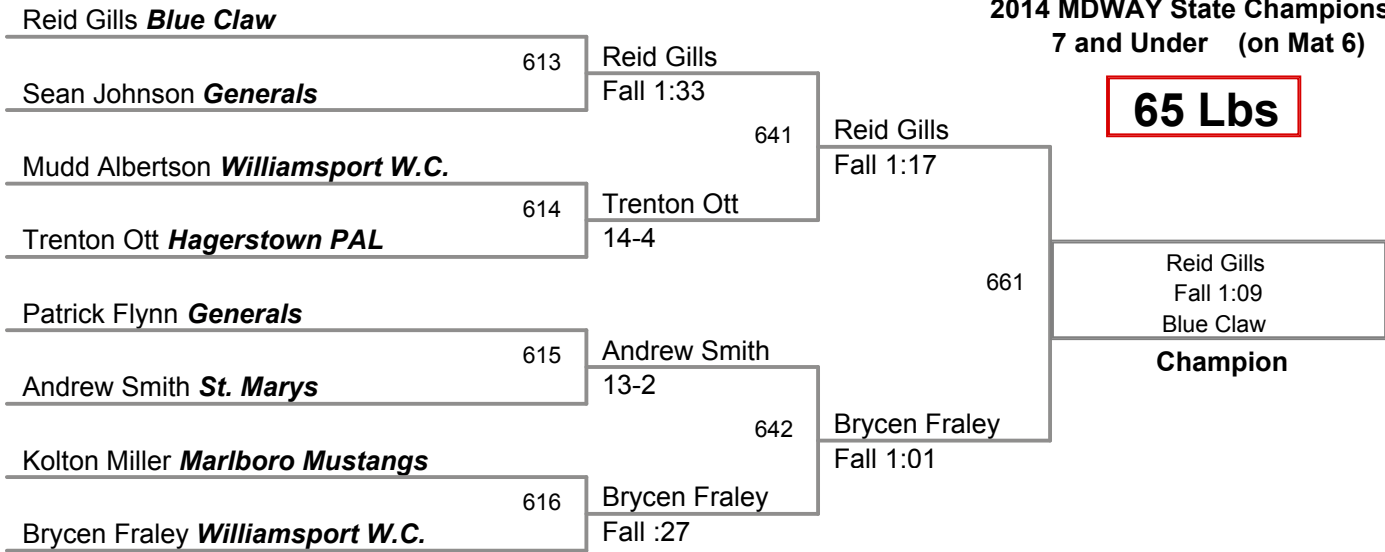 2014 MDWAY State Champions
7 and Under (on Mat 6)
65 Lbs
Reid Gills Blue Claw
613
Sean Johnson Generals
Reid Gills
Fall 1:33
Mudd Albertson Williamsport W.C.
614
Trenton Ott Hagerstown PAL
Trenton Ott
14-4
641
Reid Gills
Fall 1:17
Patrick Flynn Generals
615
Andrew Smith St. Marys
Andrew Smith
13-2
Kolton Miller Marlboro Mustangs
616
Brycen Fraley Williamsport W.C.
Brycen Fraley
Fall :27
642
Brycen Fraley
Fall 1:01
661
Reid Gills
Fall 1:09
Blue Claw
Champion